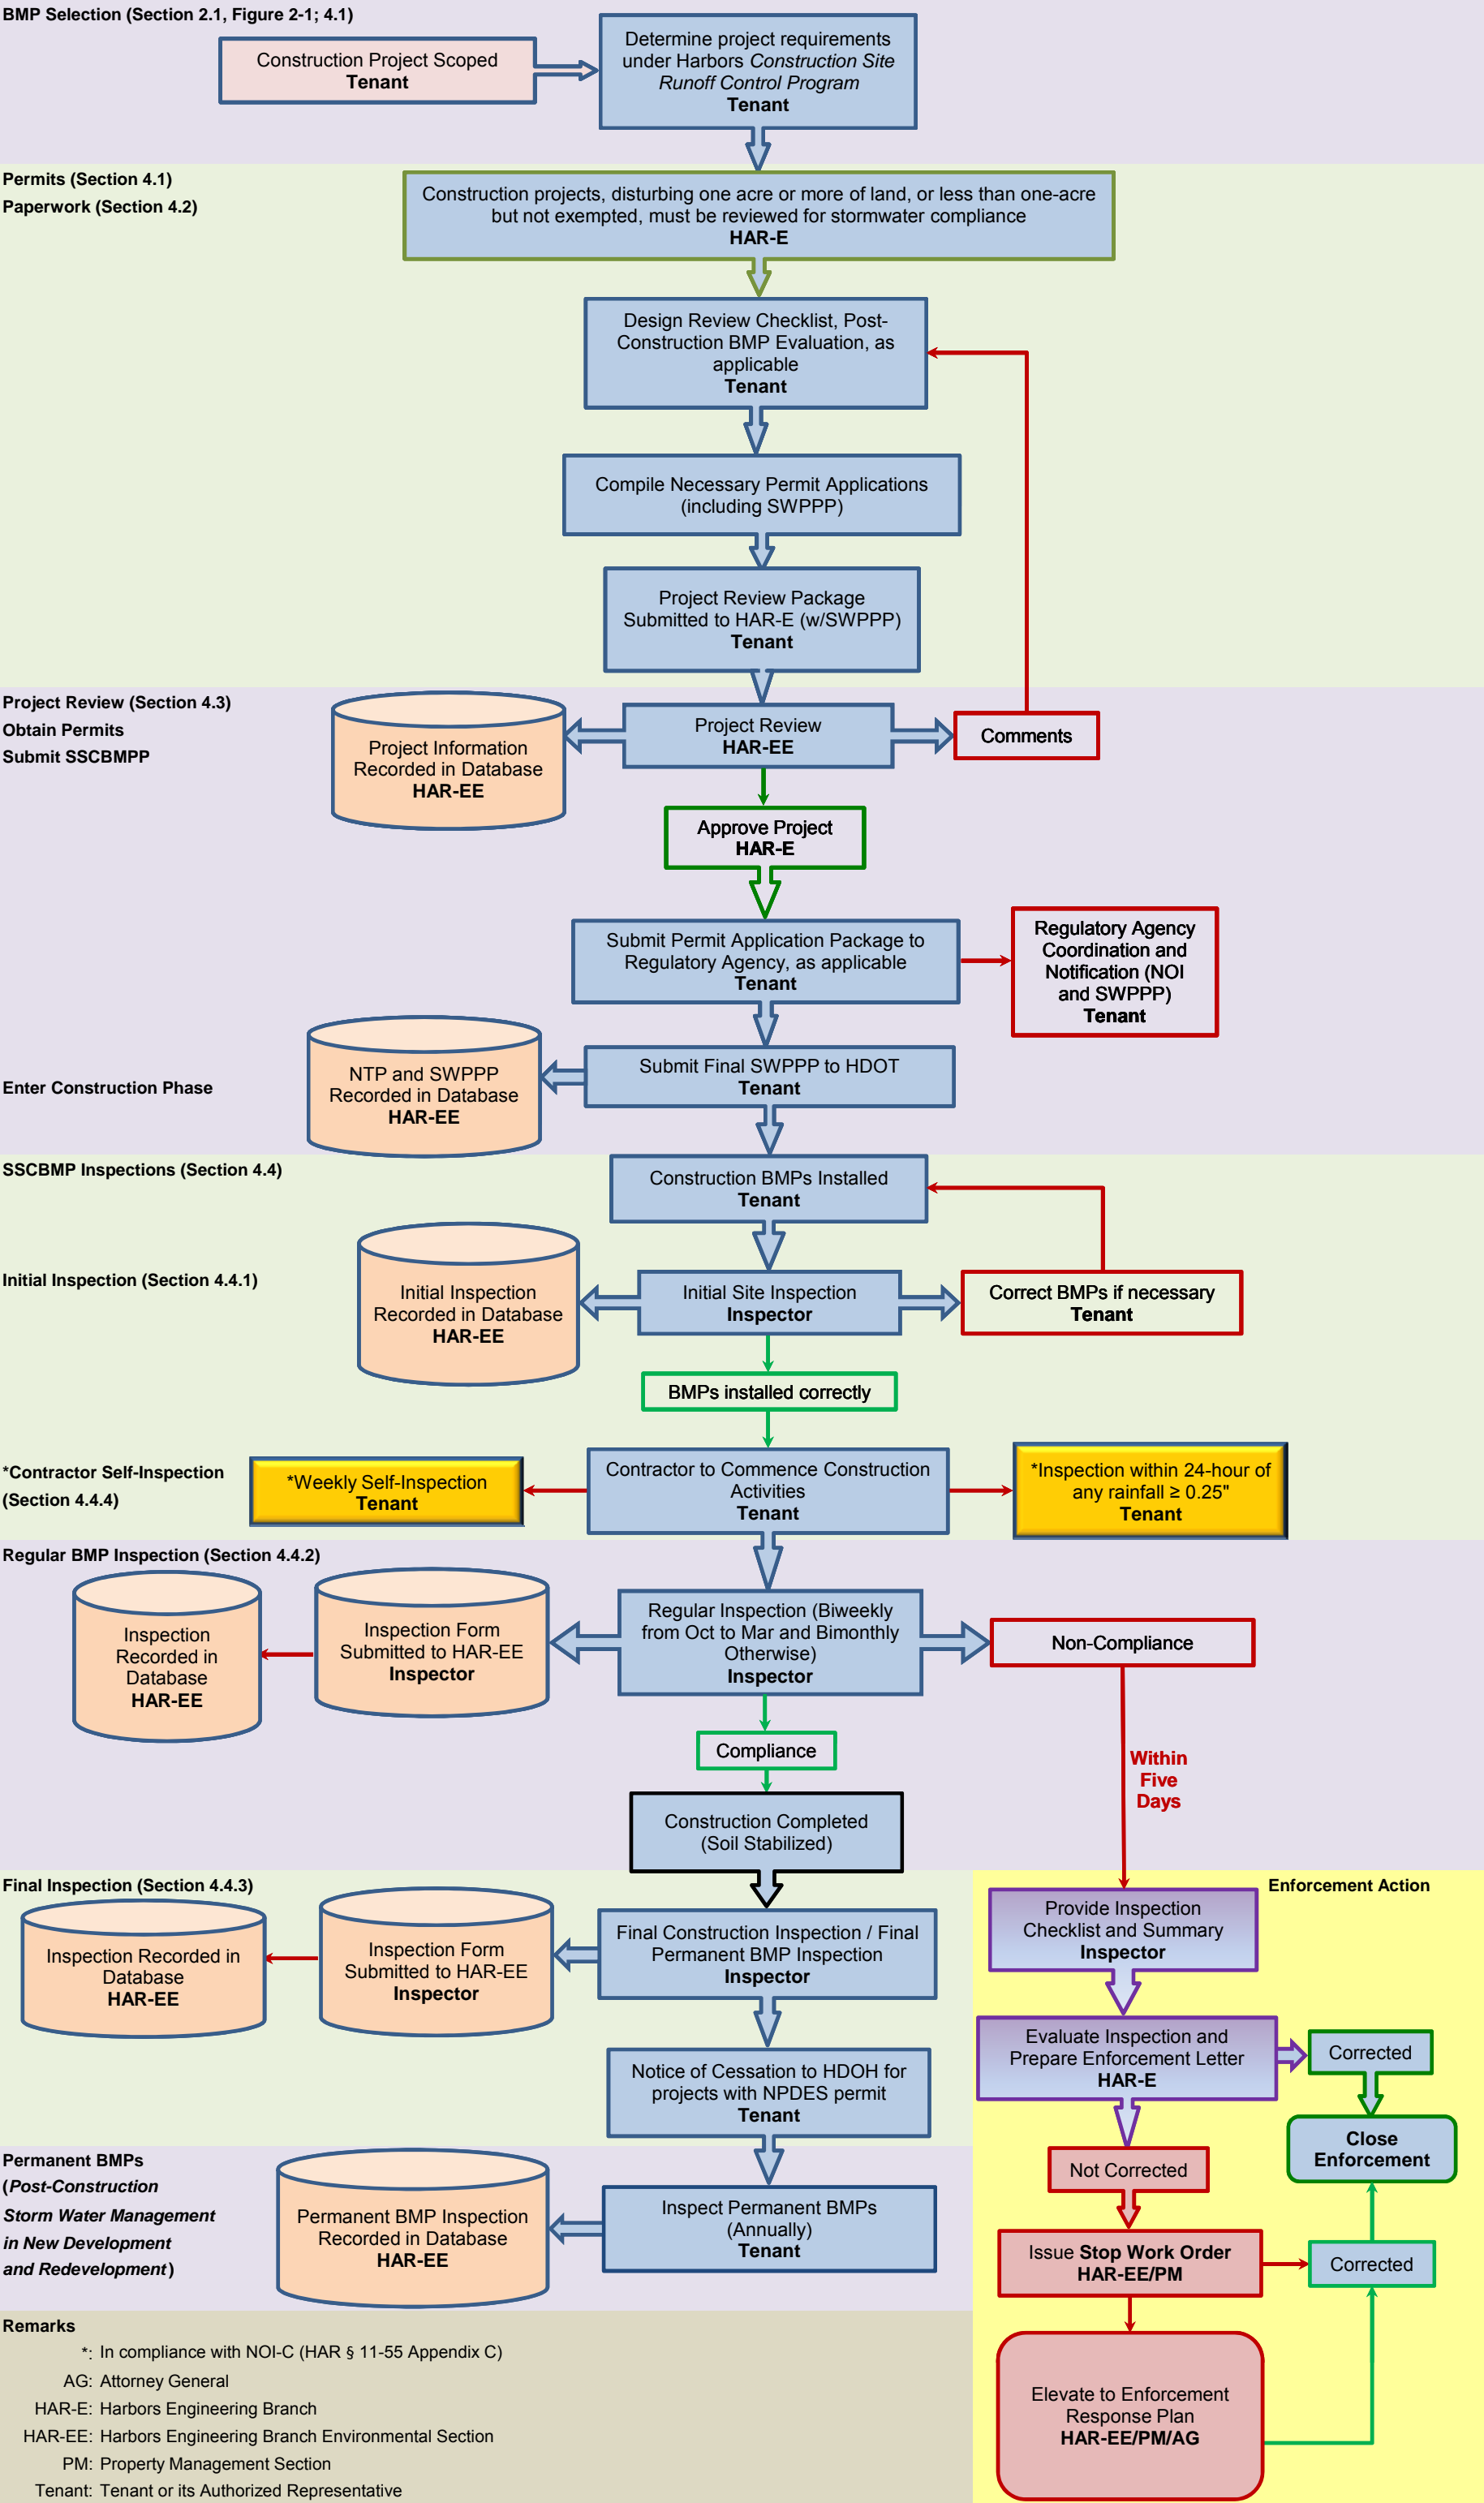 BMP Selection (Section 2.1, Figure 2-1; 4.1)
Construction Project Scoped
Tenant
Determine project requirements
under Harbors Construction Site
Runoff Control Program
Tenant
Permits (Section 4.1)
Paperwork (Section 4.2)
Construction projects, disturbing one acre or more of land, or less than one-acre
but not exempted, must be reviewed for stormwater compliance
HAR-E
Design Review Checklist, Post-
Construction BMP Evaluation, as
applicable
Tenant
Compile Necessary Permit Applications
(including SWPPP)
Project Review Package
Submitted to HAR-E (w/SWPPP)
Tenant
Project Review (Section 4.3)
Obtain Permits
Submit SSCBMPP
Project Information
Recorded in Database
HAR-EE
Project Review
HAR-EE
Comments
Approve Project
HAR-E
Submit Permit Application Package to
Regulatory Agency, as applicable
Tenant
Regulatory Agency
Coordination and
Notification (NOI
and SWPPP)
Tenant
Enter Construction Phase
NTP and SWPPP
Recorded in Database
HAR-EE
Submit Final SWPPP to HDOT
Tenant
SSCBMP Inspections (Section 4.4)
Construction BMPs Installed
Tenant
Initial Inspection (Section 4.4.1)
Initial Inspection
Recorded in Database
HAR-EE
Initial Site Inspection
Inspector
Correct BMPs if necessary
Tenant
BMPs installed correctly
*Contractor Self-Inspection
(Section 4.4.4)
*Weekly Self-Inspection
Tenant
Contractor to Commence Construction
Activities
Tenant
*Inspection within 24-hour of
any rainfall ≥ 0.25"
Tenant
Regular BMP Inspection (Section 4.4.2)
Inspection
Recorded in
Database
HAR-EE
Inspection Form
Submitted to HAR-EE
Inspector
Regular Inspection (Biweekly
from Oct to Mar and Bimonthly
Otherwise)
Inspector
Non-Compliance
Compliance
Within
Five
Days
Construction Completed
(Soil Stabilized)
Final Inspection (Section 4.4.3)
Inspection Recorded in
Database
HAR-EE
Inspection Form
Submitted to HAR-EE
Inspector
Final Construction Inspection / Final
Permanent BMP Inspection
Inspector
Enforcement Action
Provide Inspection
Checklist and Summary
Inspector
Evaluate Inspection and
Prepare Enforcement Letter
HAR-E
Corrected
Close
Enforcement
Notice of Cessation to HDOH for
projects with NPDES permit
Tenant
Not Corrected
Permanent BMPs
(Post-Construction
Storm Water Management
in New Development
and Redevelopment)
Permanent BMP Inspection
Recorded in Database
HAR-EE
Inspect Permanent BMPs
(Annually)
Tenant
Issue Stop Work Order
HAR-EE/PM
Corrected
Elevate to Enforcement
Response Plan
HAR-EE/PM/AG
Remarks
*: In compliance with NOI-C (HAR § 11-55 Appendix C)
AG: Attorney General
HAR-E: Harbors Engineering Branch
HAR-EE: Harbors Engineering Branch Environmental Section
PM: Property Management Section
Tenant: Tenant or its Authorized Representative